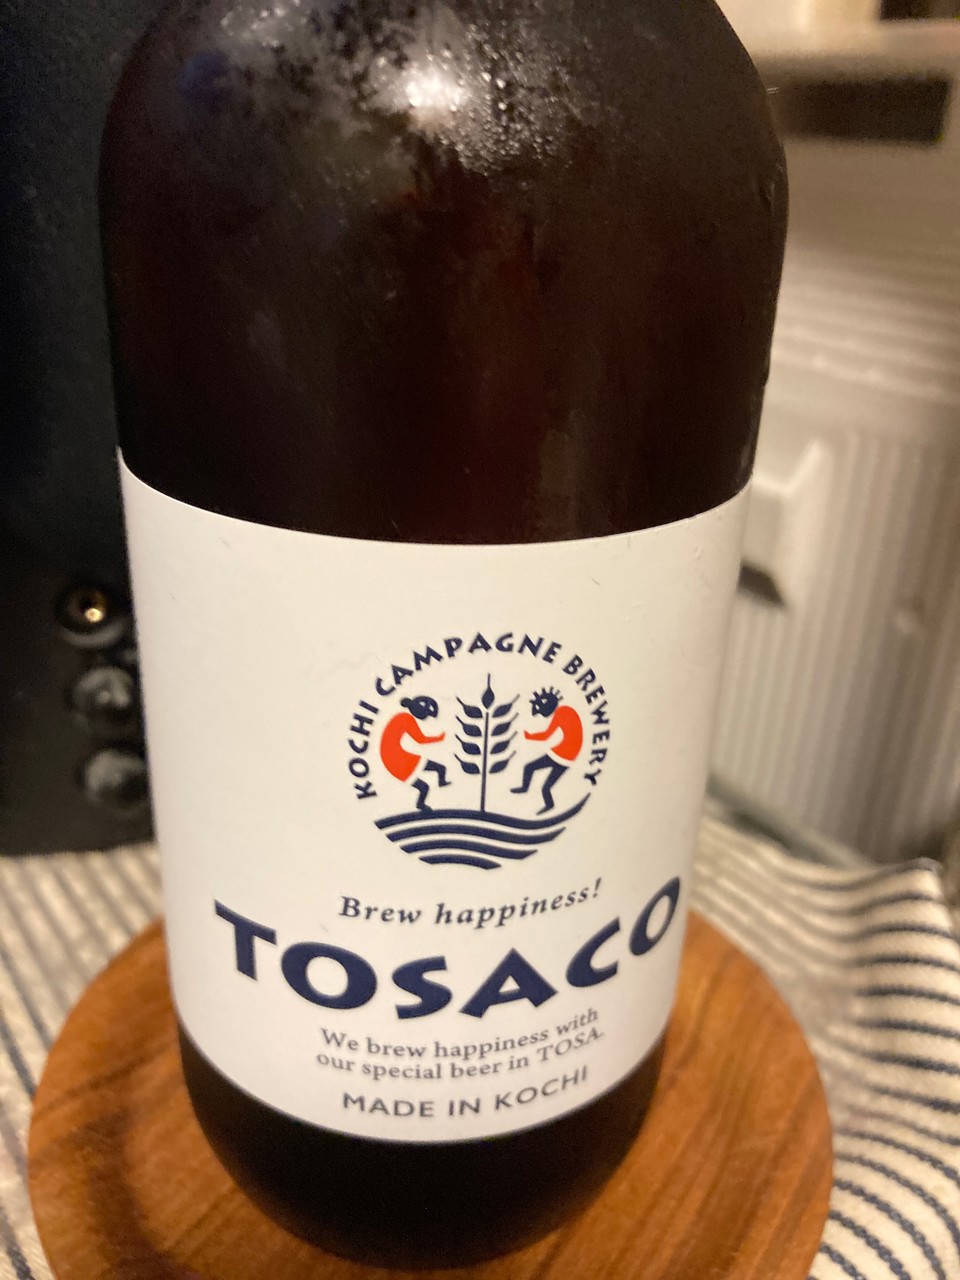 KOCHI CAMPAGNE BREWERY
Brew happiness!
TOSACO
We brew happiness with
our special beer in TOSA.
MADE IN KOCHI